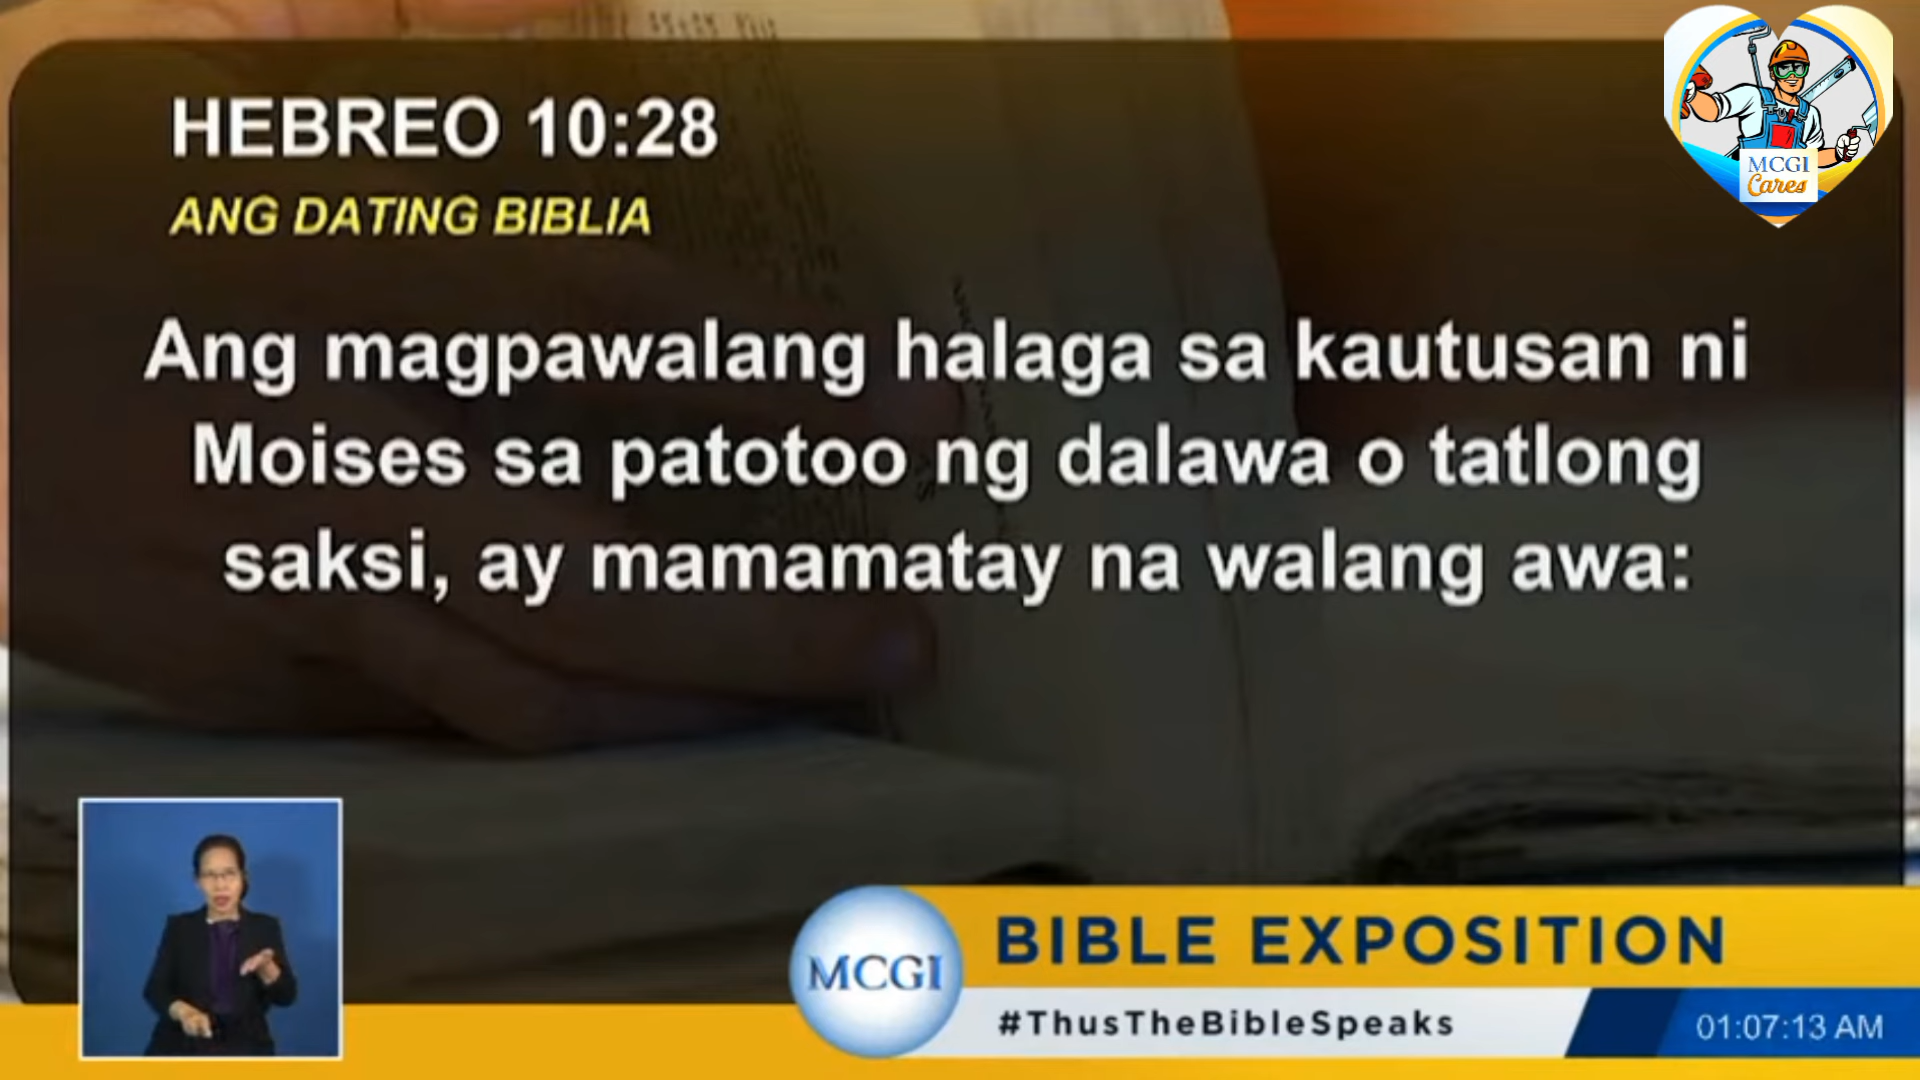 HEBREO 10:28
ANG DATING BIBLIA
Ang magpawalang halaga sa kautusan ni
Moises sa patotoo ng dalawa o tatlong
saksi, ay mamamatay na walang awa:
MCGI
Cares
MCGI
BIBLE EXPOSITION
#ThusTheBibleSpeaks
01:07:13 AM